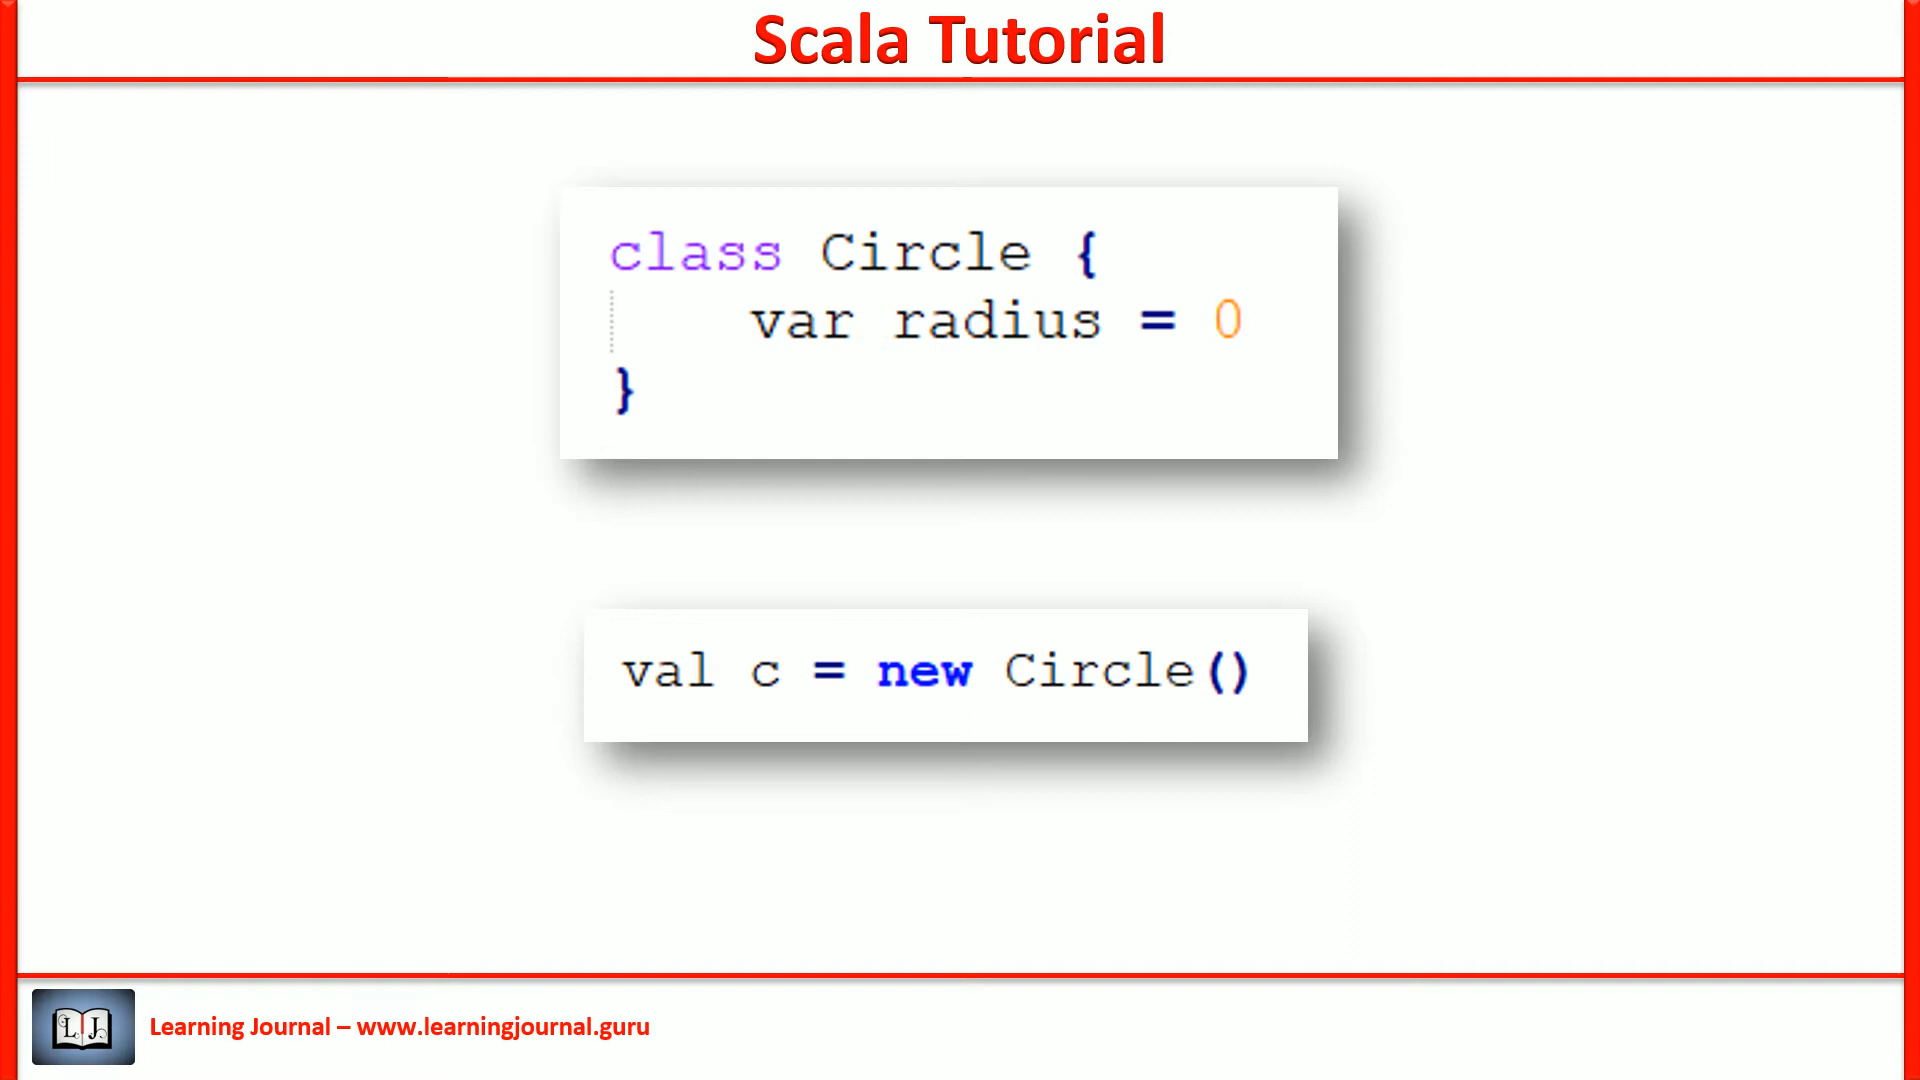 Scala Tutorial
class Circle {
    var radius = 0
}
val c = new Circle()
LJ
Learning Journal – www.learningjournal.guru